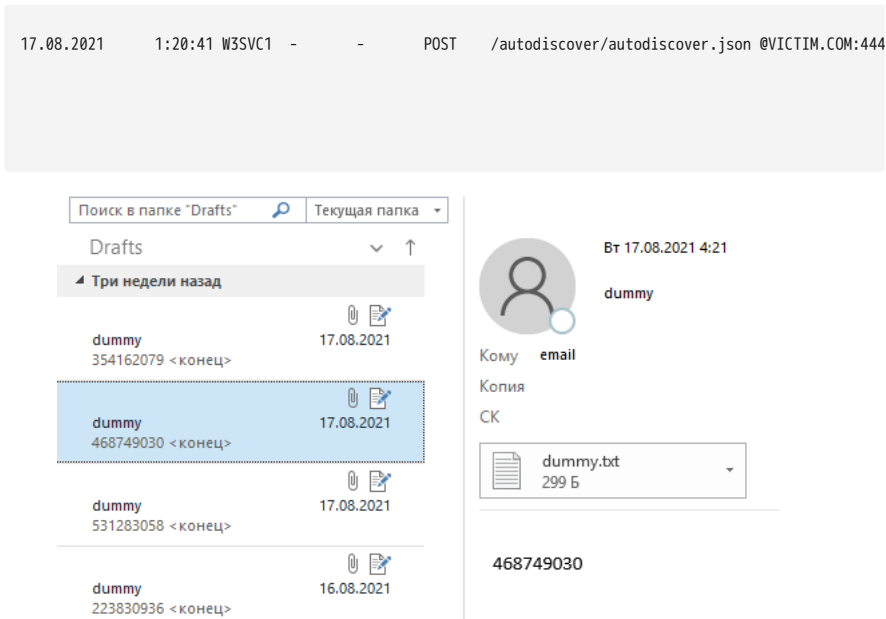 17.08.2021 1:20:41 W3SVC1 - - POST /autodiscover/autodiscover.json @VICTIM.COM:444
Поиск в папке "Drafts" Текущая папка
Drafts
Три недели назад
dummy 17.08.2021
354162079 <конец>
dummy 17.08.2021
468749030 <конец>
dummy 17.08.2021
531283058 <конец>
dummy 16.08.2021
223830936 <конец>
Вт 17.08.2021 4:21
dummy
Кому email
Копия
СК
dummy.txt
299 Б
468749030